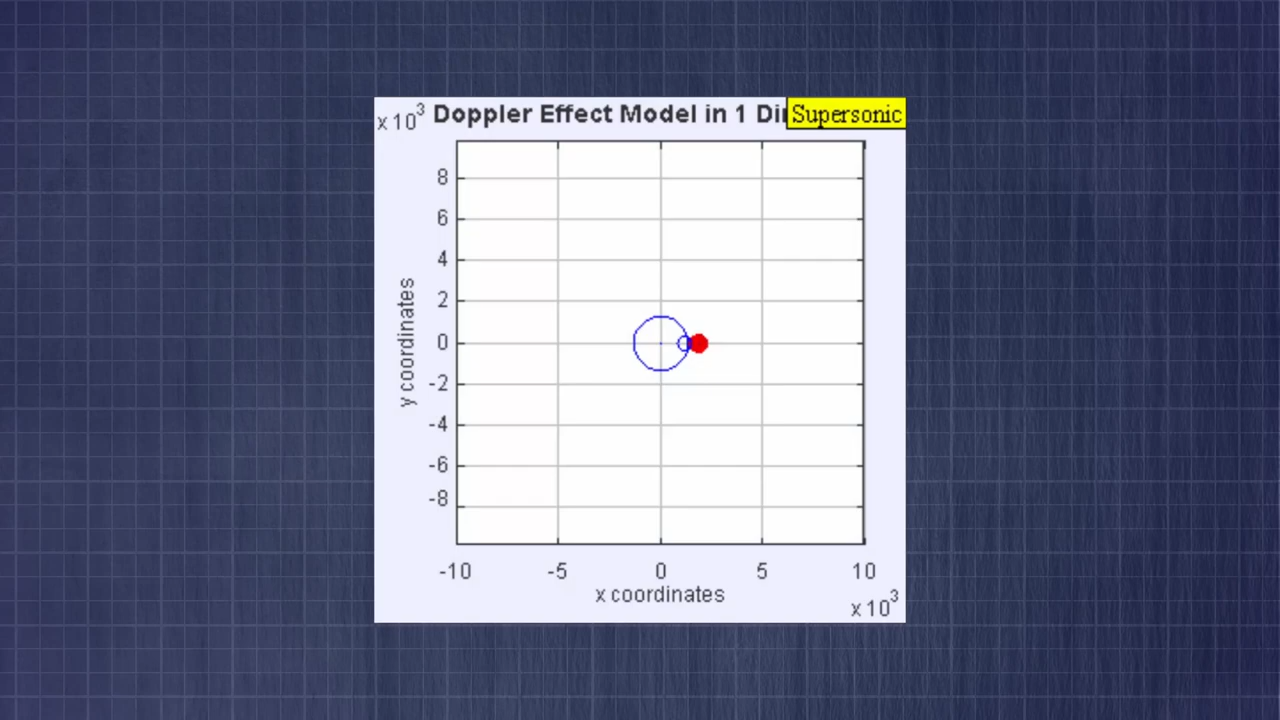 x 10³ Doppler Effect Model in 1 Di
Supersonic
8
6
4
2
0
-2
-4
-6
-8
y coordinates
-10 -5 0 5 10
x coordinates
x 10³